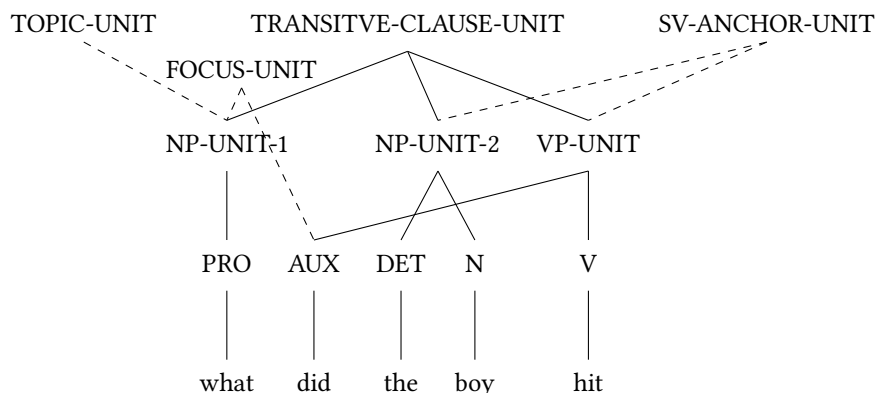 TOPIC-UNIT TRANSITVE-CLAUSE-UNIT SV-ANCHOR-UNIT
FOCUS-UNIT
NP-UNIT-1 NP-UNIT-2 VP-UNIT
PRO AUX DET N V
what did the boy hit